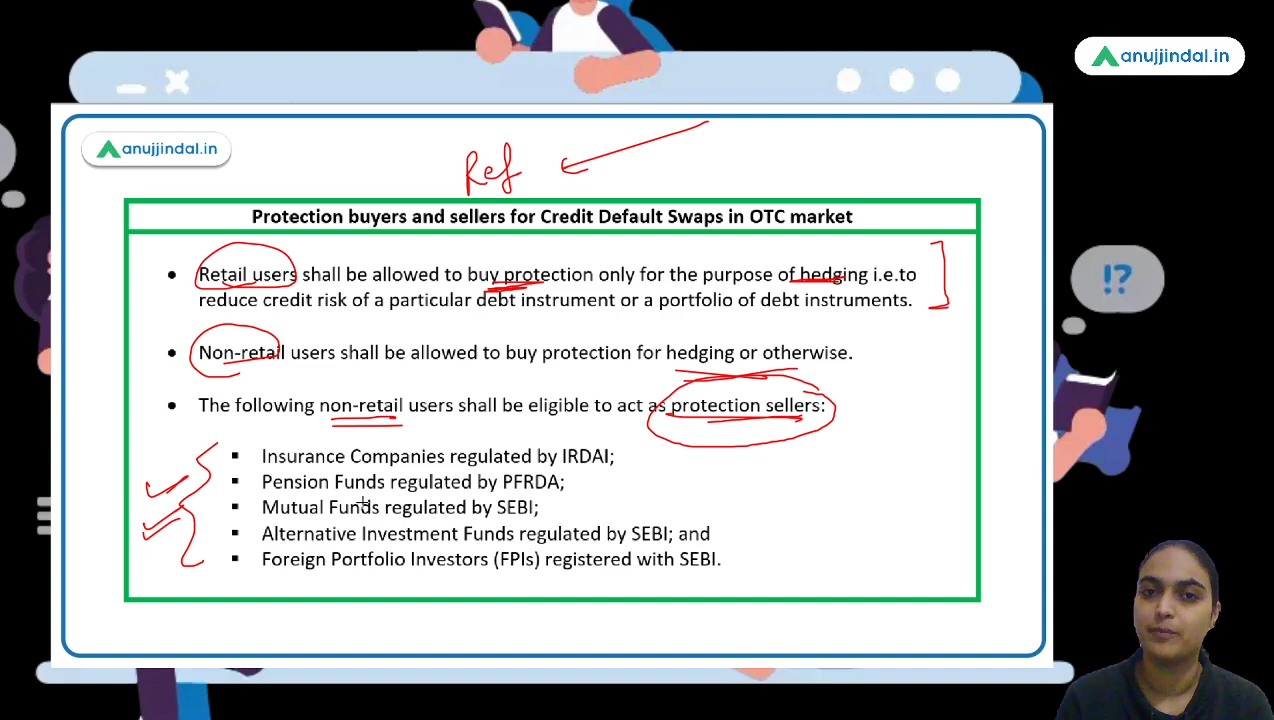 anujjindal.in
anujjindal.in
Ref
Protection buyers and sellers for Credit Default Swaps in OTC market
• Retail users shall be allowed to buy protection only for the purpose of hedging i.e.to
reduce credit risk of a particular debt instrument or a portfolio of debt instruments.
• Non-retail users shall be allowed to buy protection for hedging or otherwise.
• The following non-retail users shall be eligible to act as protection sellers:
▪ Insurance Companies regulated by IRDAI;
▪ Pension Funds regulated by PFRDA;
▪ Mutual Funds regulated by SEBI;
▪ Alternative Investment Funds regulated by SEBI; and
▪ Foreign Portfolio Investors (FPIs) registered with SEBI.
!?